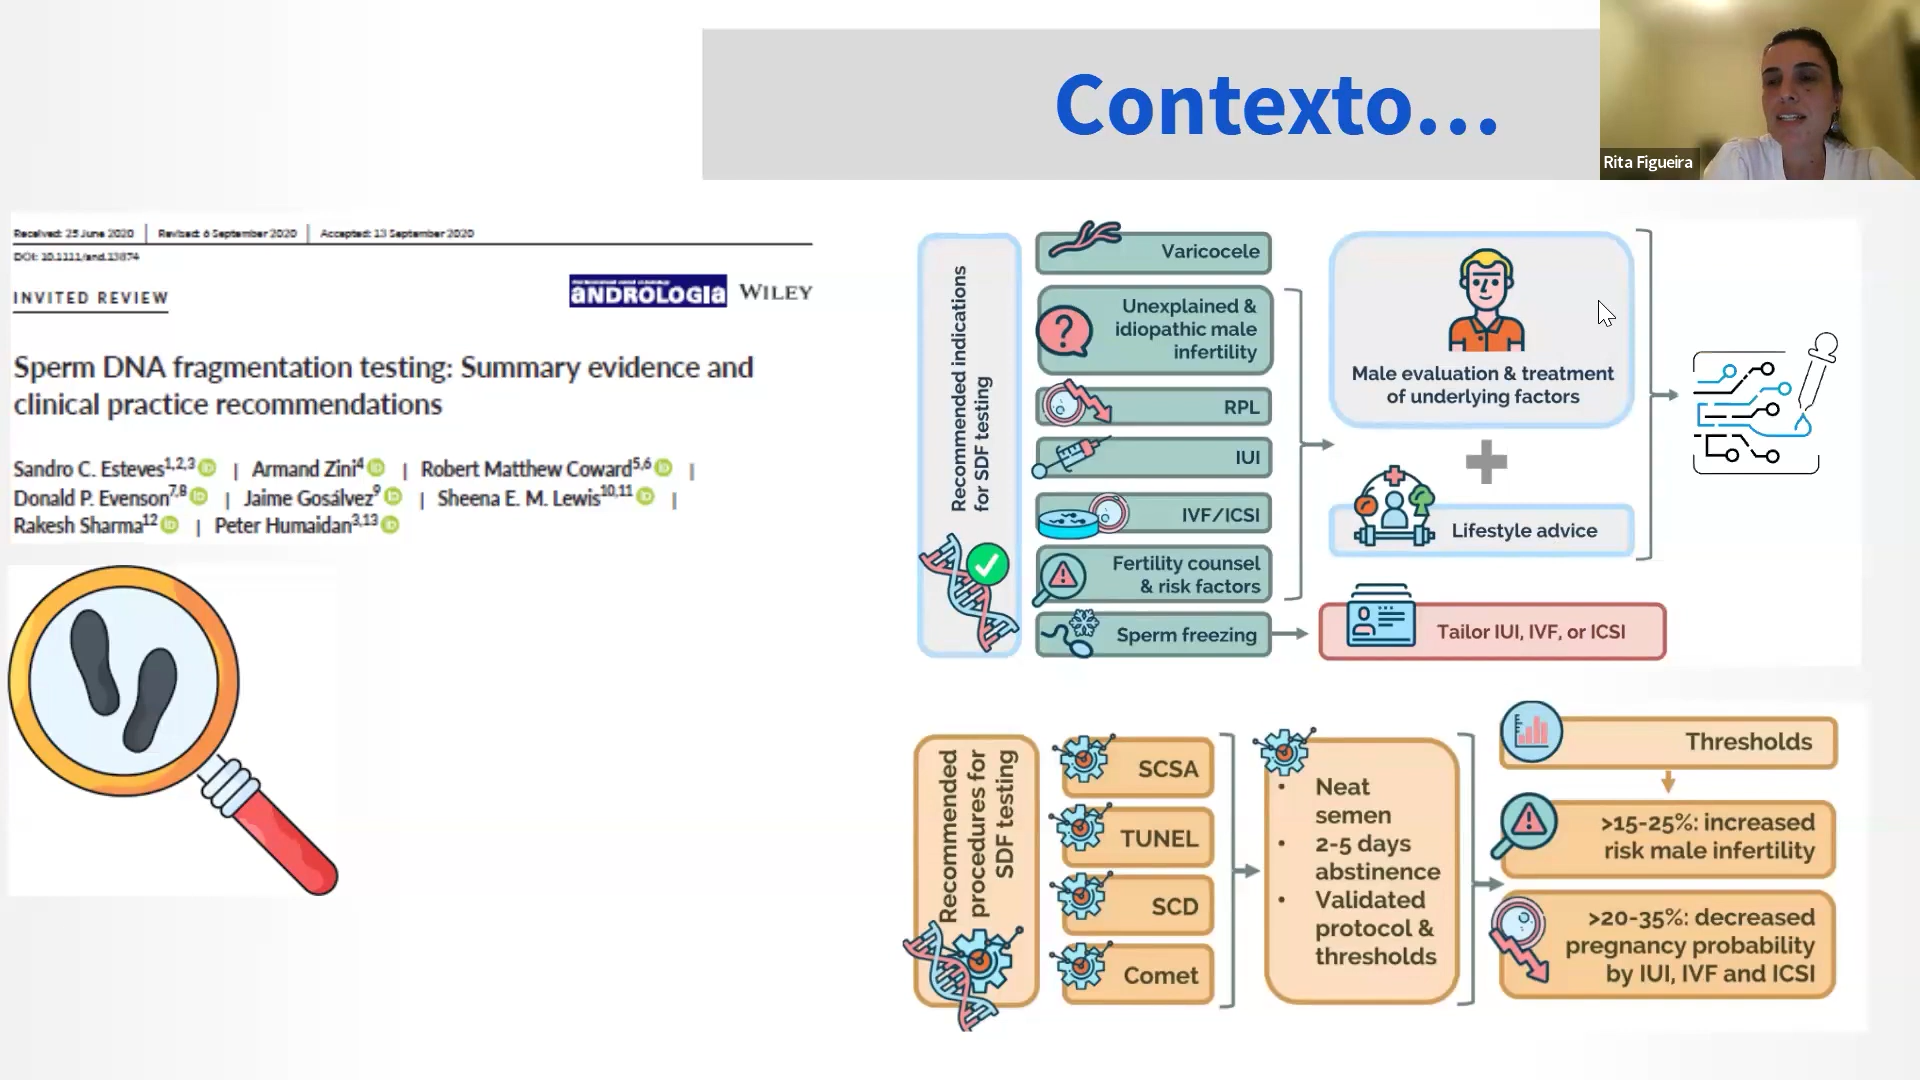 Contexto...
Rita Figueira
Received: 25 June 2020 | Revised: 6 September 2020 | Accepted: 13 September 2020
DOI: 10.1111/and.13874
INVITED REVIEW
ANDROLOGIA WILEY
Sperm DNA fragmentation testing: Summary evidence and
clinical practice recommendations
Sandro C. Esteves1,2,3 | Armand Zini4 | Robert Matthew Coward5,6 |
Donald P. Evenson7,8 | Jaime Gosálvez9 | Sheena E. M. Lewis10,11 |
Rakesh Sharma12 | Peter Humaidan3,13
Recommended indications
for SDF testing
Varicocele
Unexplained &
idiopathic male
infertility
RPL
IUI
IVF/ICSI
Fertility counsel
& risk factors
Sperm freezing
Male evaluation & treatment
of underlying factors
Lifestyle advice
Tailor IUI, IVF, or ICSI
Recommended
procedures for
SDF testing
SCSA
TUNEL
SCD
Comet
• Neat
semen
• 2-5 days
abstinence
• Validated
protocol &
thresholds
Thresholds
>15-25%: increased
risk male infertility
>20-35%: decreased
pregnancy probability
by IUI, IVF and ICSI